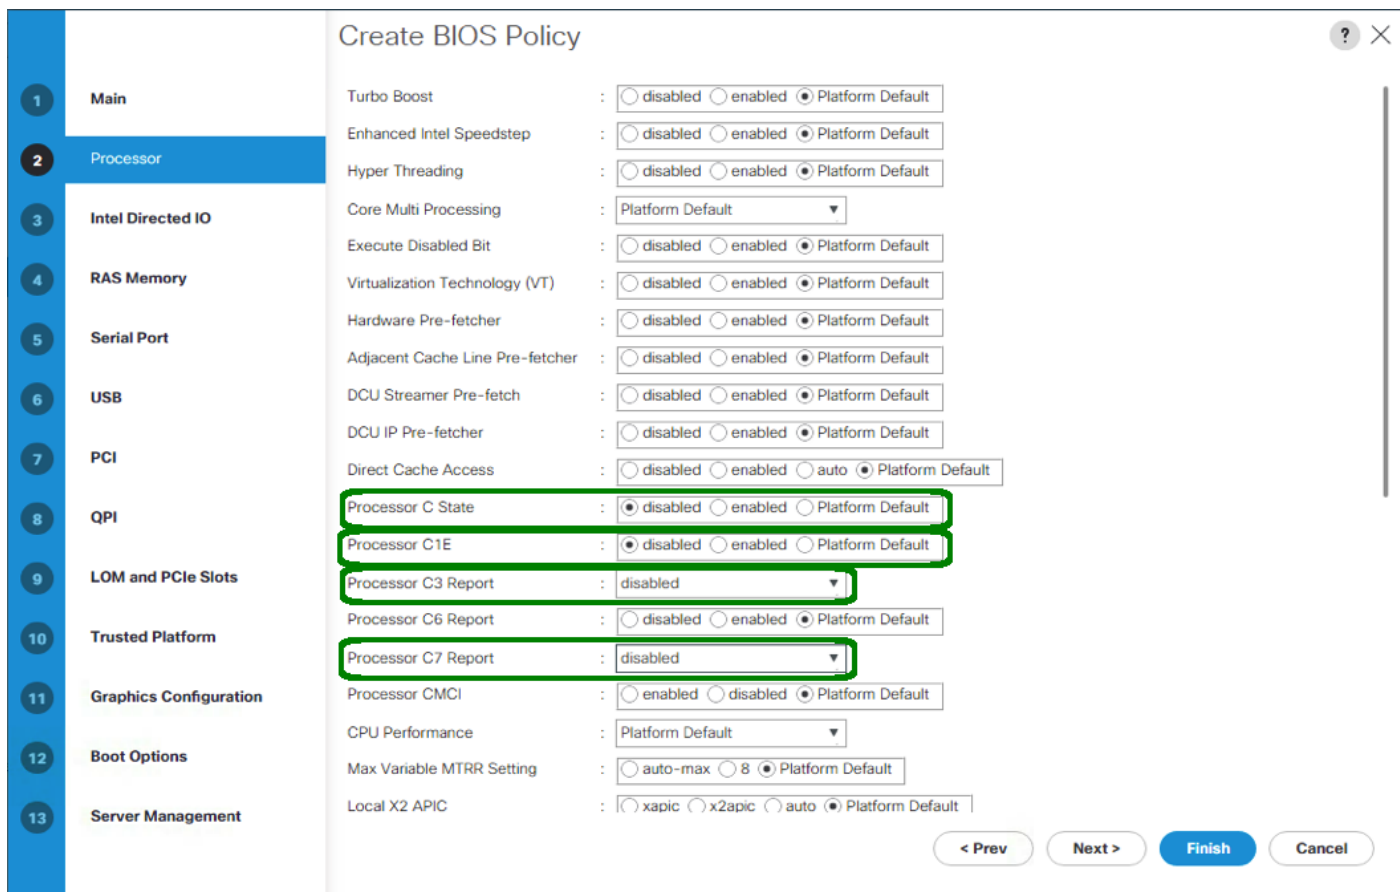 Create BIOS Policy
?
1 Main
2 Processor
3 Intel Directed IO
4 RAS Memory
5 Serial Port
6 USB
7 PCI
8 QPI
9 LOM and PCIe Slots
10 Trusted Platform
11 Graphics Configuration
12 Boot Options
13 Server Management
Turbo Boost : disabled enabled Platform Default
Enhanced Intel Speedstep : disabled enabled Platform Default
Hyper Threading : disabled enabled Platform Default
Core Multi Processing : Platform Default
Execute Disabled Bit : disabled enabled Platform Default
Virtualization Technology (VT) : disabled enabled Platform Default
Hardware Pre-fetcher : disabled enabled Platform Default
Adjacent Cache Line Pre-fetcher : disabled enabled Platform Default
DCU Streamer Pre-fetch : disabled enabled Platform Default
DCU IP Pre-fetcher : disabled enabled Platform Default
Direct Cache Access : disabled enabled auto Platform Default
Processor C State : disabled enabled Platform Default
Processor C1E : disabled enabled Platform Default
Processor C3 Report : disabled
Processor C6 Report : disabled enabled Platform Default
Processor C7 Report : disabled
Processor CMCI : enabled disabled Platform Default
CPU Performance : Platform Default
Max Variable MTRR Setting : auto-max 8 Platform Default
Local X2 APIC : xapic x2apic auto Platform Default
< Prev Next > Finish Cancel